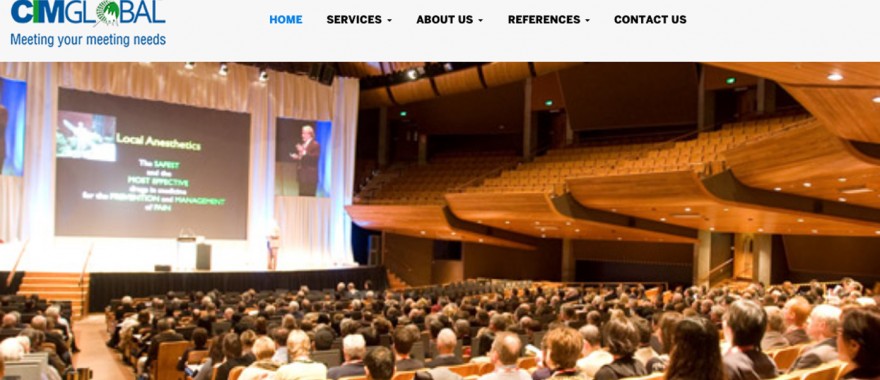 CIMGLOBAL
Meeting your meeting needs
HOME SERVICES ABOUT US REFERENCES CONTACT US
Local Anesthetics
The SAFEST
and the
MOST EFFECTIVE
drugs in medicine
for the PREVENTION and MANAGEMENT
of PAIN